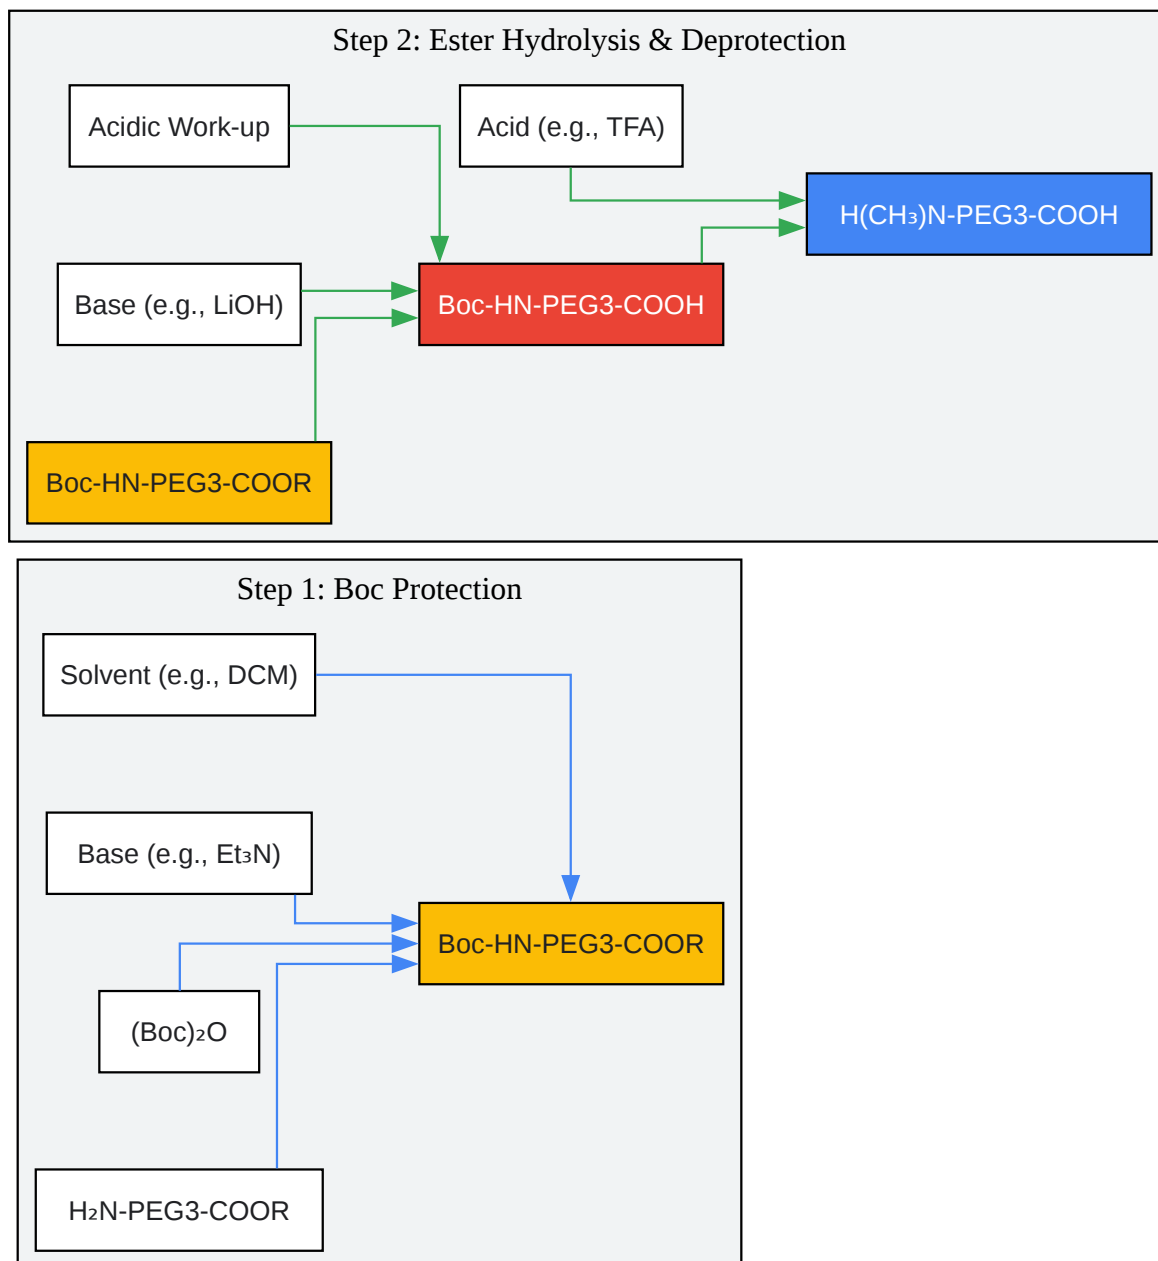 Step 2: Ester Hydrolysis & Deprotection
Acidic Work-up
Acid (e.g., TFA)
H(CH₃)N-PEG3-COOH
Base (e.g., LiOH)
Boc-HN-PEG3-COOH
Boc-HN-PEG3-COOR
Step 1: Boc Protection
Solvent (e.g., DCM)
Base (e.g., Et₃N)
Boc-HN-PEG3-COOR
(Boc)₂O
H₂N-PEG3-COOR